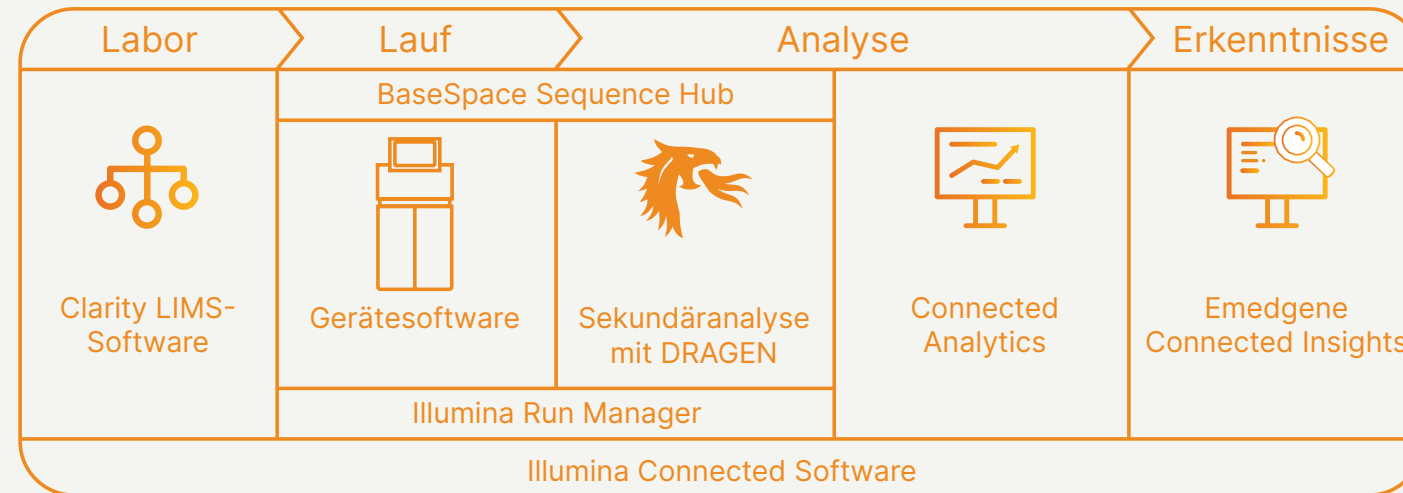 Labor
Lauf
Analyse
Erkenntnisse
BaseSpace Sequence Hub
Clarity LIMS-
Software
Gerätesoftware
Sekundäranalyse
mit DRAGEN
Connected
Analytics
Emedgene
Connected Insights
Illumina Run Manager
Illumina Connected Software